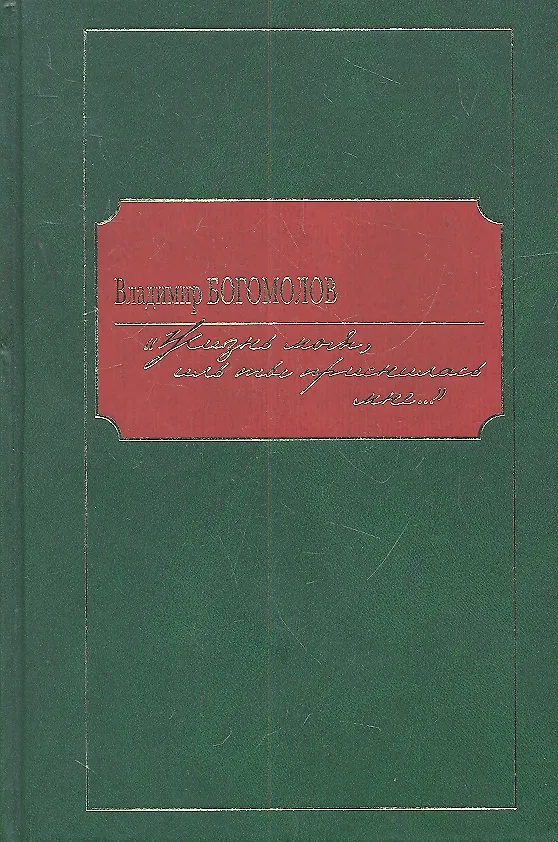 Владимир БОГОМОЛОВ
«Жизнь моя,
иль ты приснилась
мне...»